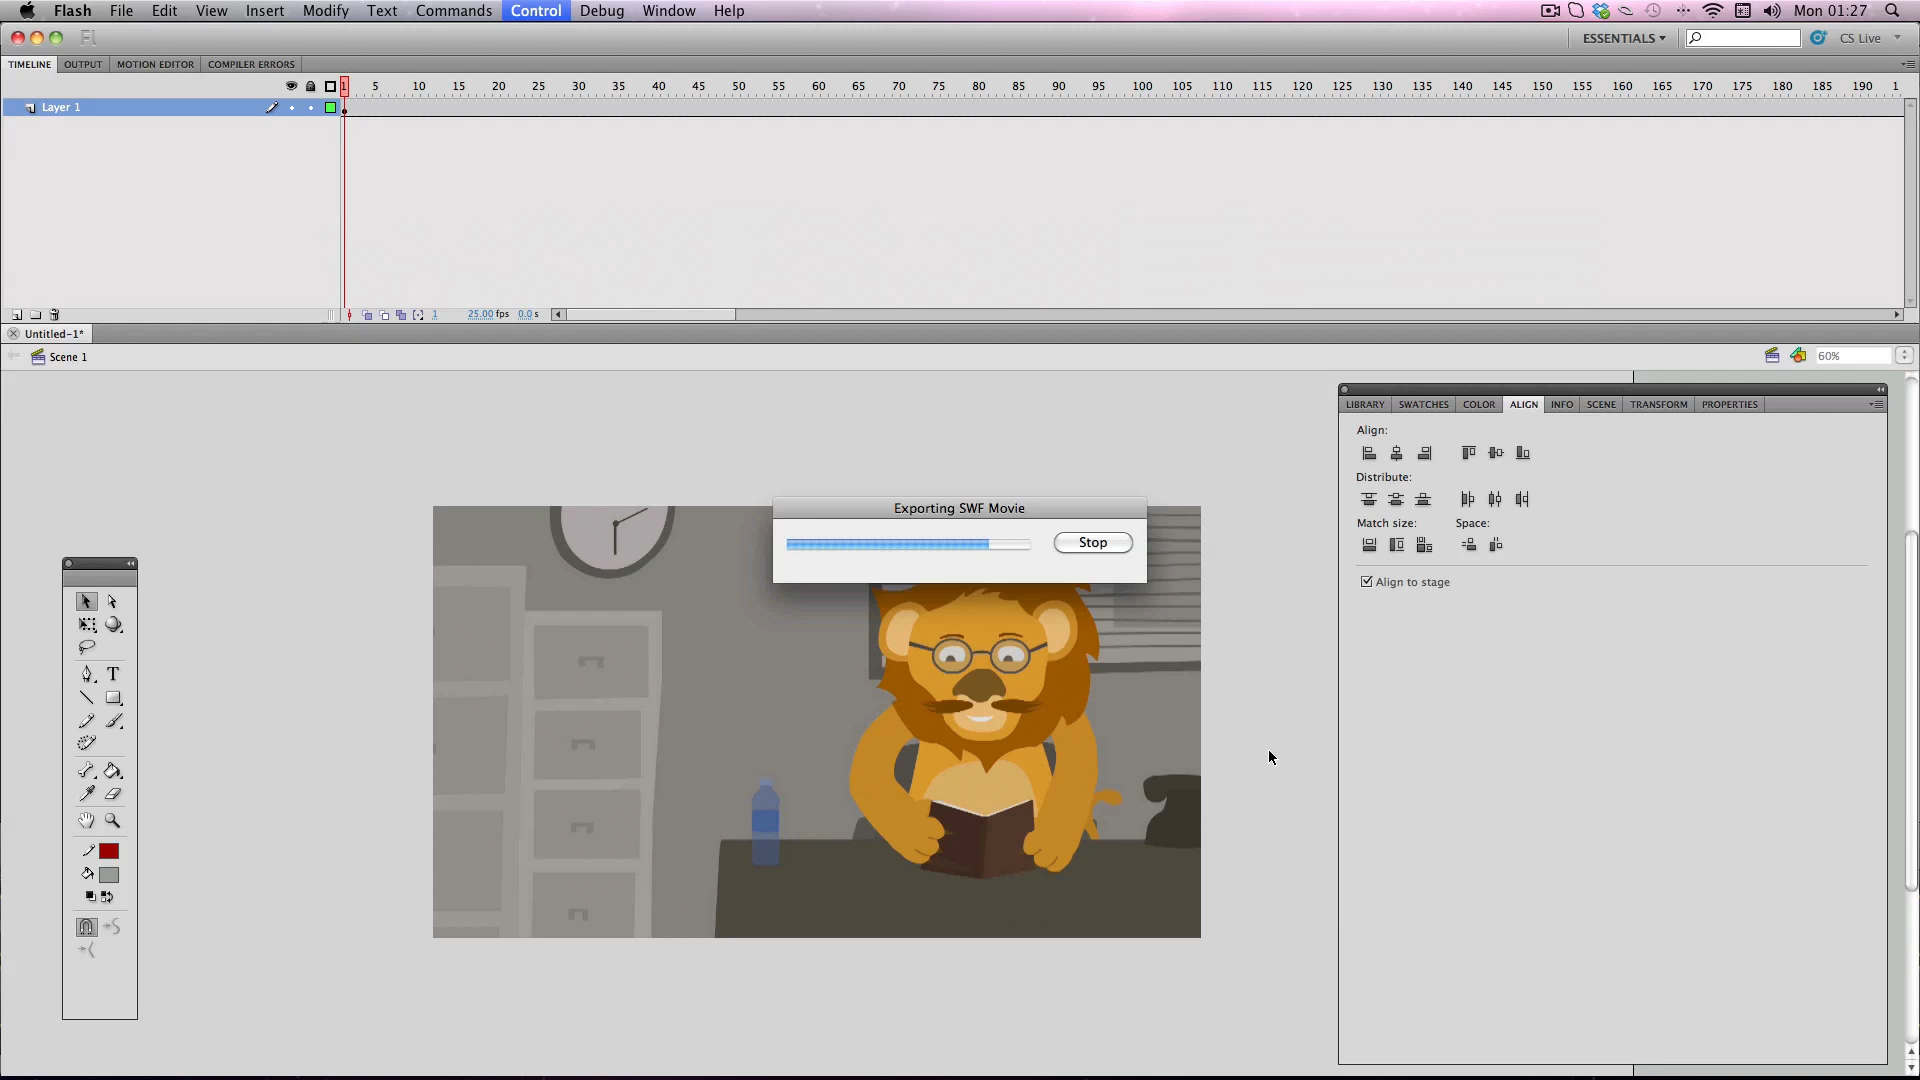 Flash File Edit View Insert Modify Text Commands Control Debug Window Help Mon 01:27
Fl ESSENTIALS CS Live
TIMELINE OUTPUT MOTION EDITOR COMPILER ERRORS
1 5 10 15 20 25 30 35 40 45 50 55 60 65 70 75 80 85 90 95 100 105 110 115 120 125 130 135 140 145 150 155 160 165 170 175 180 185 190 1
Layer 1
1 25.00 fps 0.0 s
Untitled-1*
Scene 1 60%
LIBRARY SWATCHES COLOR ALIGN INFO SCENE TRANSFORM PROPERTIES
Align:
Distribute:
Match size: Space:
Align to stage
Exporting SWF Movie
Stop
T